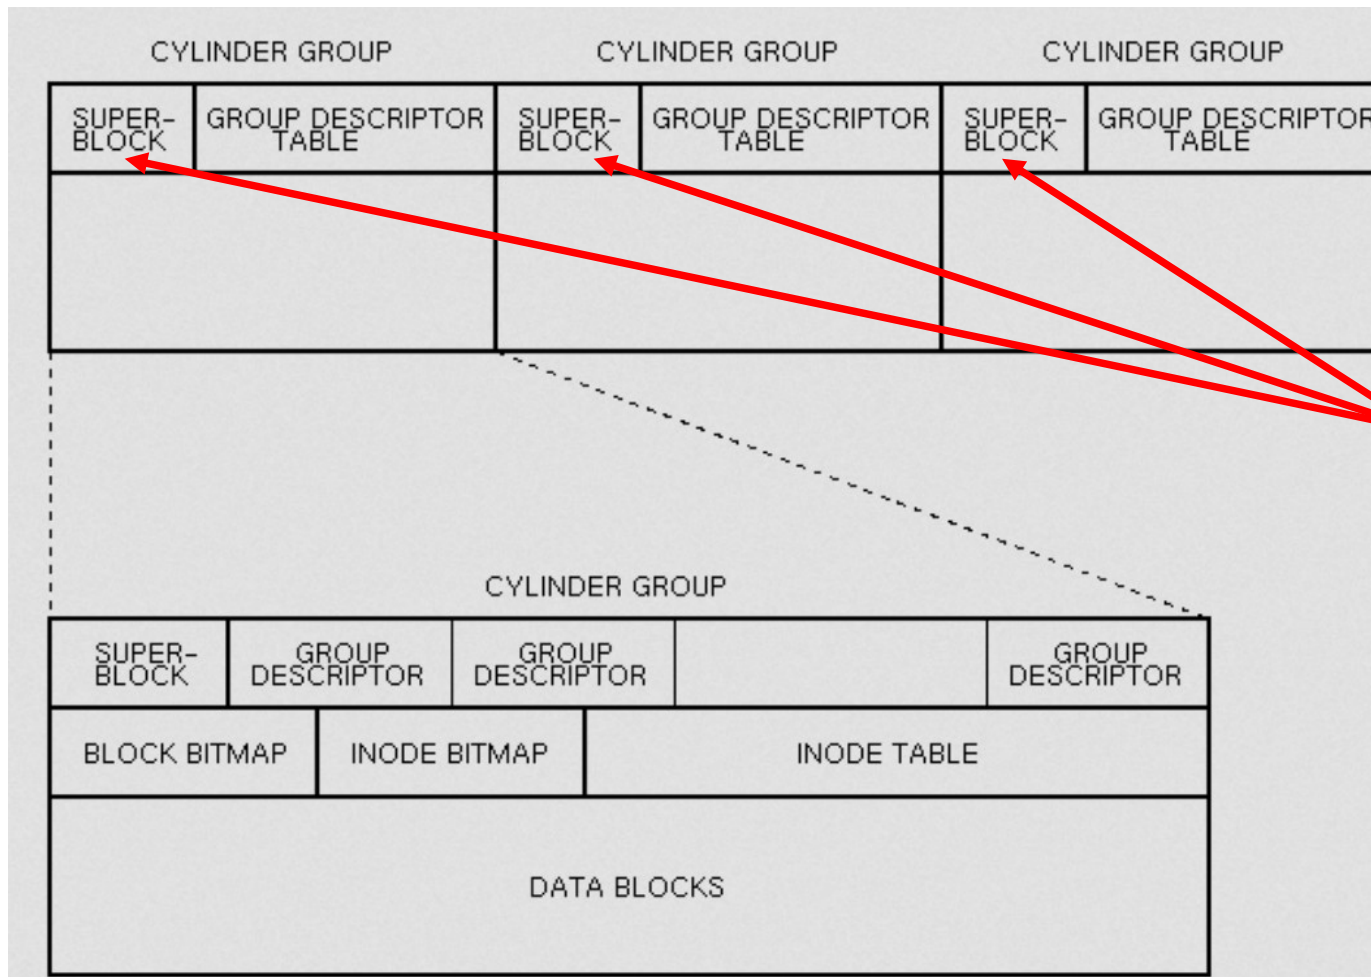 CYLINDER GROUP
CYLINDER GROUP
CYLINDER GROUP
SUPER-
BLOCK
GROUP DESCRIPTOR
TABLE
SUPER-
BLOCK
GROUP DESCRIPTOR
TABLE
SUPER-
BLOCK
GROUP DESCRIPTOR
TABLE
CYLINDER GROUP
SUPER-
BLOCK
GROUP
DESCRIPTOR
GROUP
DESCRIPTOR
GROUP
DESCRIPTOR
BLOCK BITMAP
INODE BITMAP
INODE TABLE
DATA BLOCKS